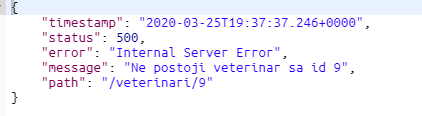 {
"timestamp": "2020-03-25T19:37:37.246+0000",
"status": 500,
"error": "Internal Server Error",
"message": "Ne postoji veterinar sa id 9",
"path": "/veterinari/9"
}